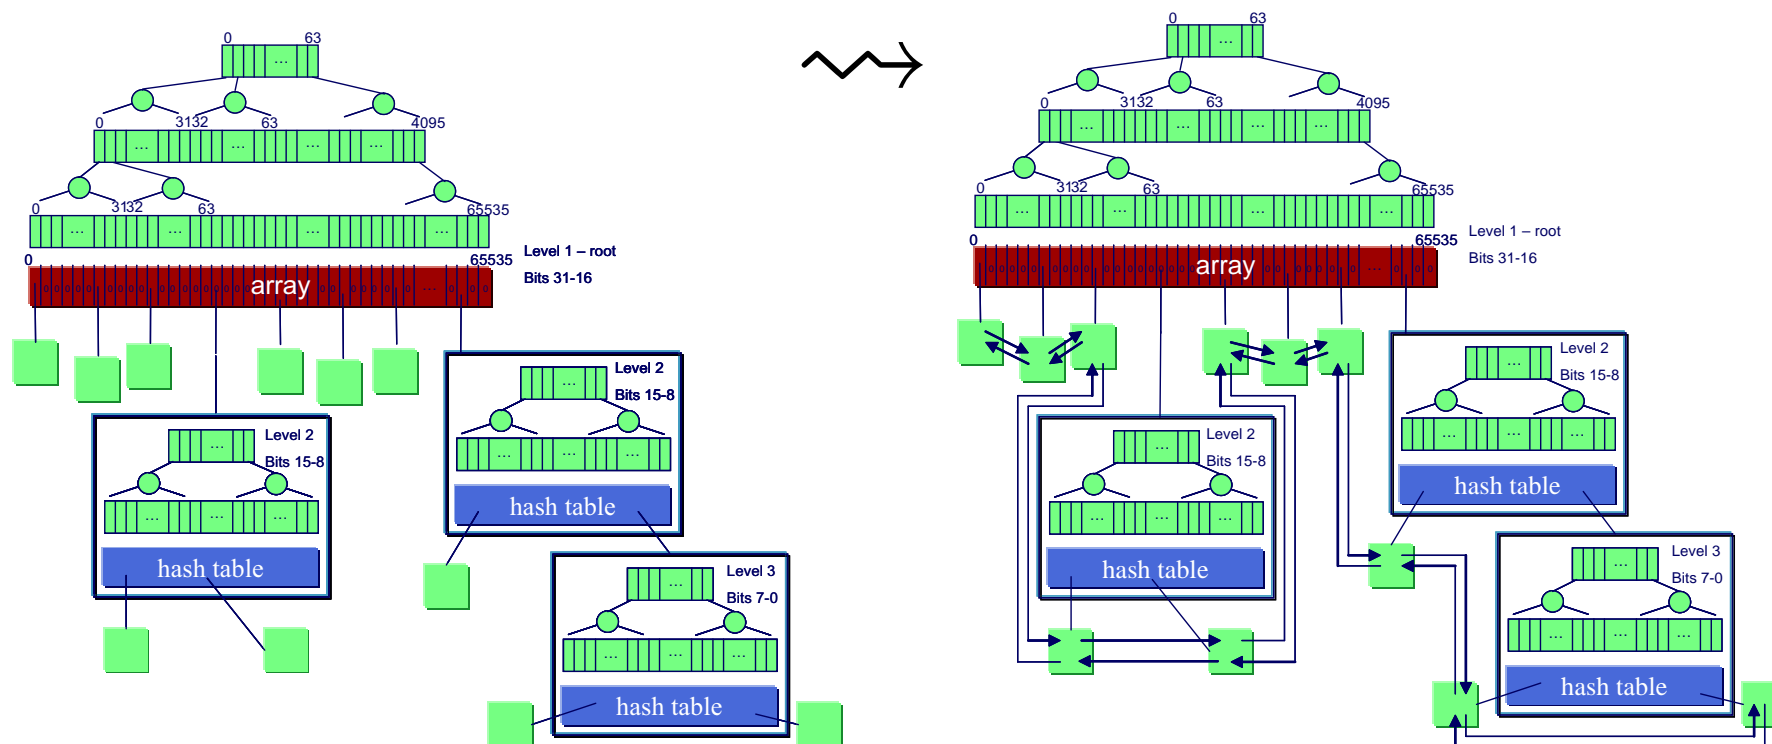 0 63
...
0 3132 63 4095
... ... ... ...
0 3132 63 65535
... ... ... ...
Level 1 – root
0 65535
Bits 31-16
array
...
Level 2
Bits 15-8
...
... ... ...
hash table
Level 2
Bits 15-8
...
... ... ...
hash table
Level 3
Bits 7-0
...
... ... ...
hash table
0 63
...
0 3132 63 4095
... ... ... ...
0 3132 63 65535
... ... ... ...
Level 1 – root
0 65535
Bits 31-16
array
...
Level 2
Bits 15-8
...
... ... ...
hash table
Level 2
Bits 15-8
...
... ... ...
hash table
Level 3
Bits 7-0
...
... ... ...
hash table